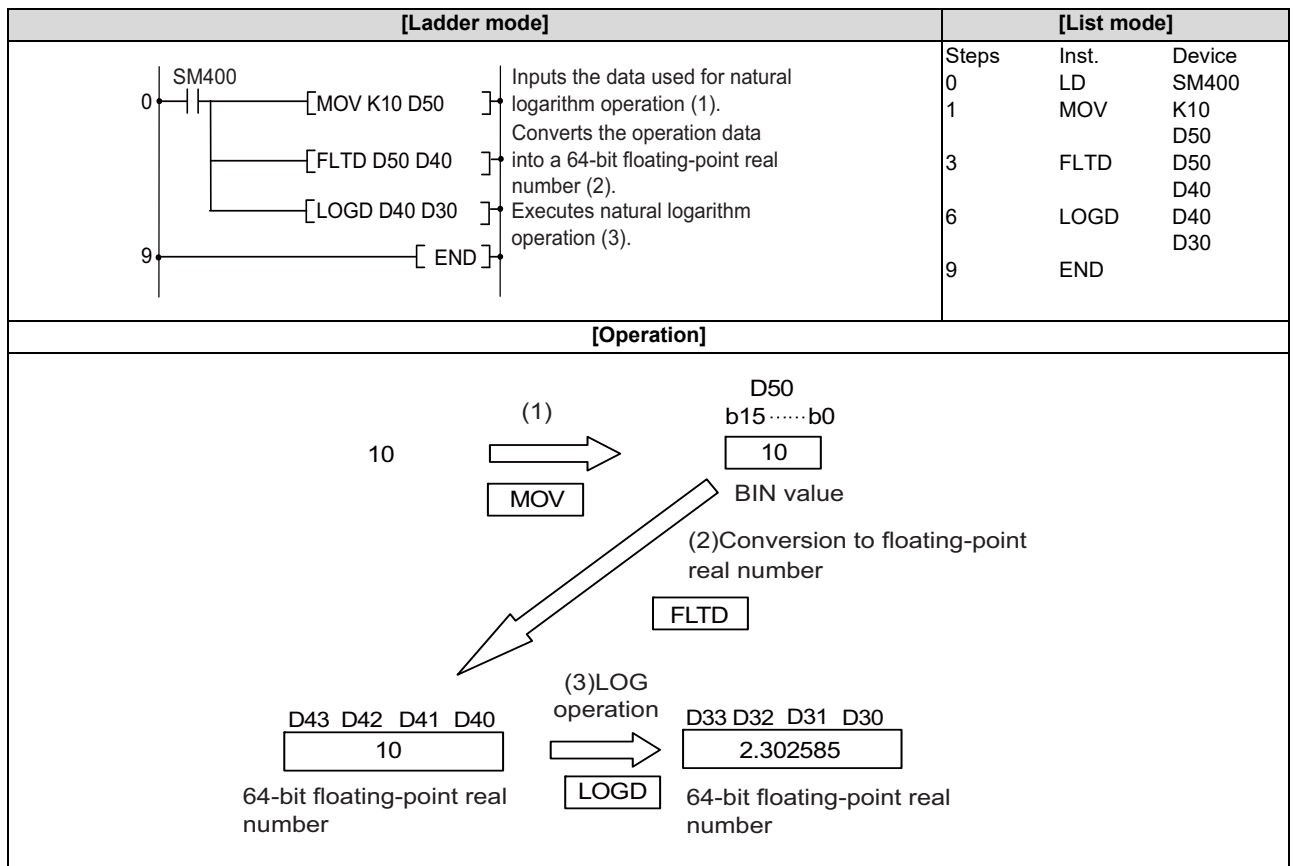 [Ladder mode]
[List mode]
SM400
0
[MOV K10 D50 ]
Inputs the data used for natural
logarithm operation (1).
[FLTD D50 D40 ]
Converts the operation data
into a 64-bit floating-point real
number (2).
[LOGD D40 D30 ]
Executes natural logarithm
operation (3).
9
[ END ]
Steps Inst. Device
0 LD SM400
1 MOV K10
D50
3 FLTD D50
D40
6 LOGD D40
D30
9 END
[Operation]
D50
b15 ······ b0
(1)
10
10
MOV
BIN value
(2)Conversion to floating-point
real number
FLTD
(3)LOG
operation
D43 D42 D41 D40
D33 D32 D31 D30
10
2.302585
LOGD
64-bit floating-point real
number
64-bit floating-point real
number